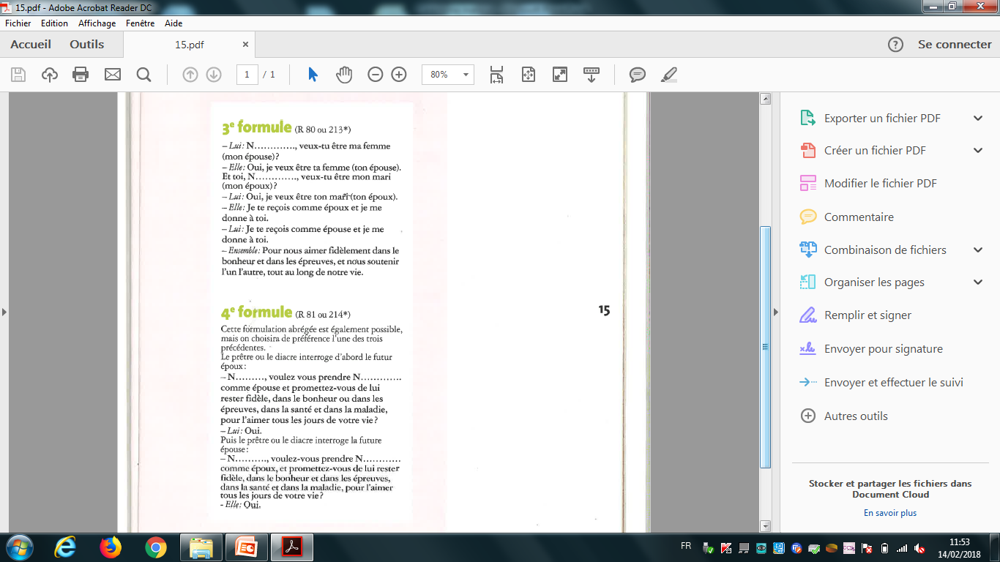 15.pdf - Adobe Acrobat Reader DC
Fichier Edition Affichage Fenêtre Aide
Accueil Outils 15.pdf × ? Se connecter
1 / 1 80%
3e formule (R 80 ou 213*)
– Lui: N…………., veux-tu être ma femme
(mon épouse)?
– Elle: Oui, je veux être ta femme (ton épouse).
Et toi, N…………., veux-tu être mon mari
(mon époux)?
– Lui: Oui, je veux être ton mari (ton époux).
– Elle: Je te reçois comme époux et je me
donne à toi.
– Lui: Je te reçois comme épouse et je me
donne à toi.
– Ensemble: Pour nous aimer fidèlement dans le
bonheur et dans les épreuves, et nous soutenir
l'un l'autre, tout au long de notre vie.
4e formule (R 81 ou 214*)
Cette formulation abrégée est également possible,
mais on choisira de préférence l'une des trois
précédentes.
Le prêtre ou le diacre interroge d'abord le futur
époux:
– N………, voulez vous prendre N………….
comme épouse et promettez-vous de lui
rester fidèle, dans le bonheur ou dans les
épreuves, dans la santé et dans la maladie,
pour l'aimer tous les jours de votre vie?
– Lui: Oui.
Puis le prêtre ou le diacre interroge la future
épouse:
– N………., voulez-vous prendre N…………
comme époux, et promettez-vous de lui rester
fidèle, dans le bonheur et dans les épreuves,
dans la santé et dans la maladie, pour l'aimer
tous les jours de votre vie?
- Elle: Oui.
15
Exporter un fichier PDF
Créer un fichier PDF
Modifier le fichier PDF
Commentaire
Combinaison de fichiers
Organiser les pages
Remplir et signer
Envoyer pour signature
Envoyer et effectuer le suivi
Autres outils
Stocker et partager les fichiers dans
Document Cloud
En savoir plus
FR
11:53
14/02/2018